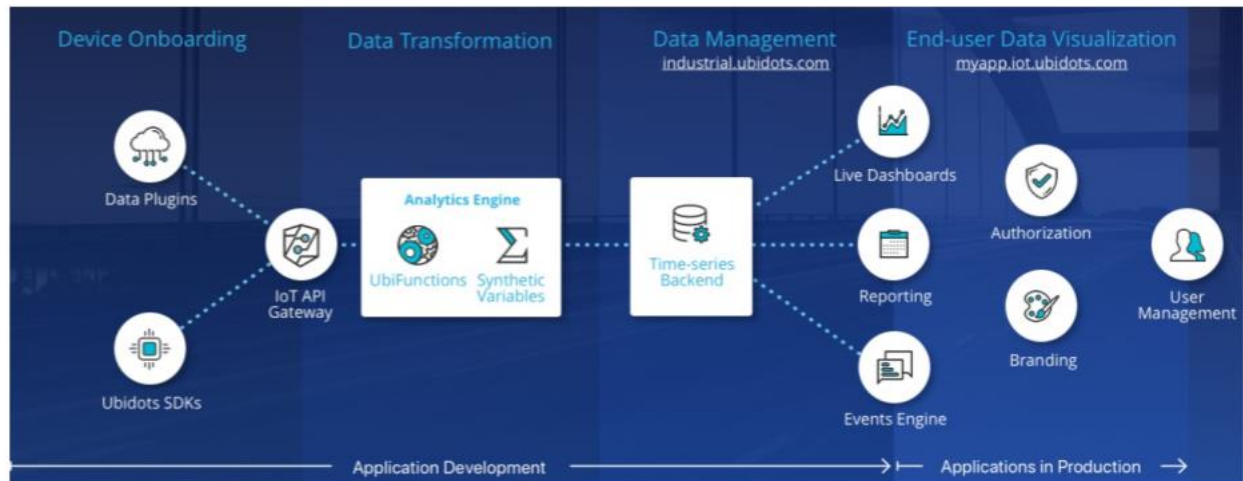 Device Onboarding
Data Transformation
Data Management
industrial.ubidots.com
End-user Data Visualization
myapp.iot.ubidots.com
Data Plugins
Ubidots SDKs
IoT API
Gateway
Analytics Engine
UbiFunctions
Synthetic
Variables
Time-series
Backend
Live Dashboards
Reporting
Events Engine
Authorization
Branding
User
Management
Application Development
Applications in Production